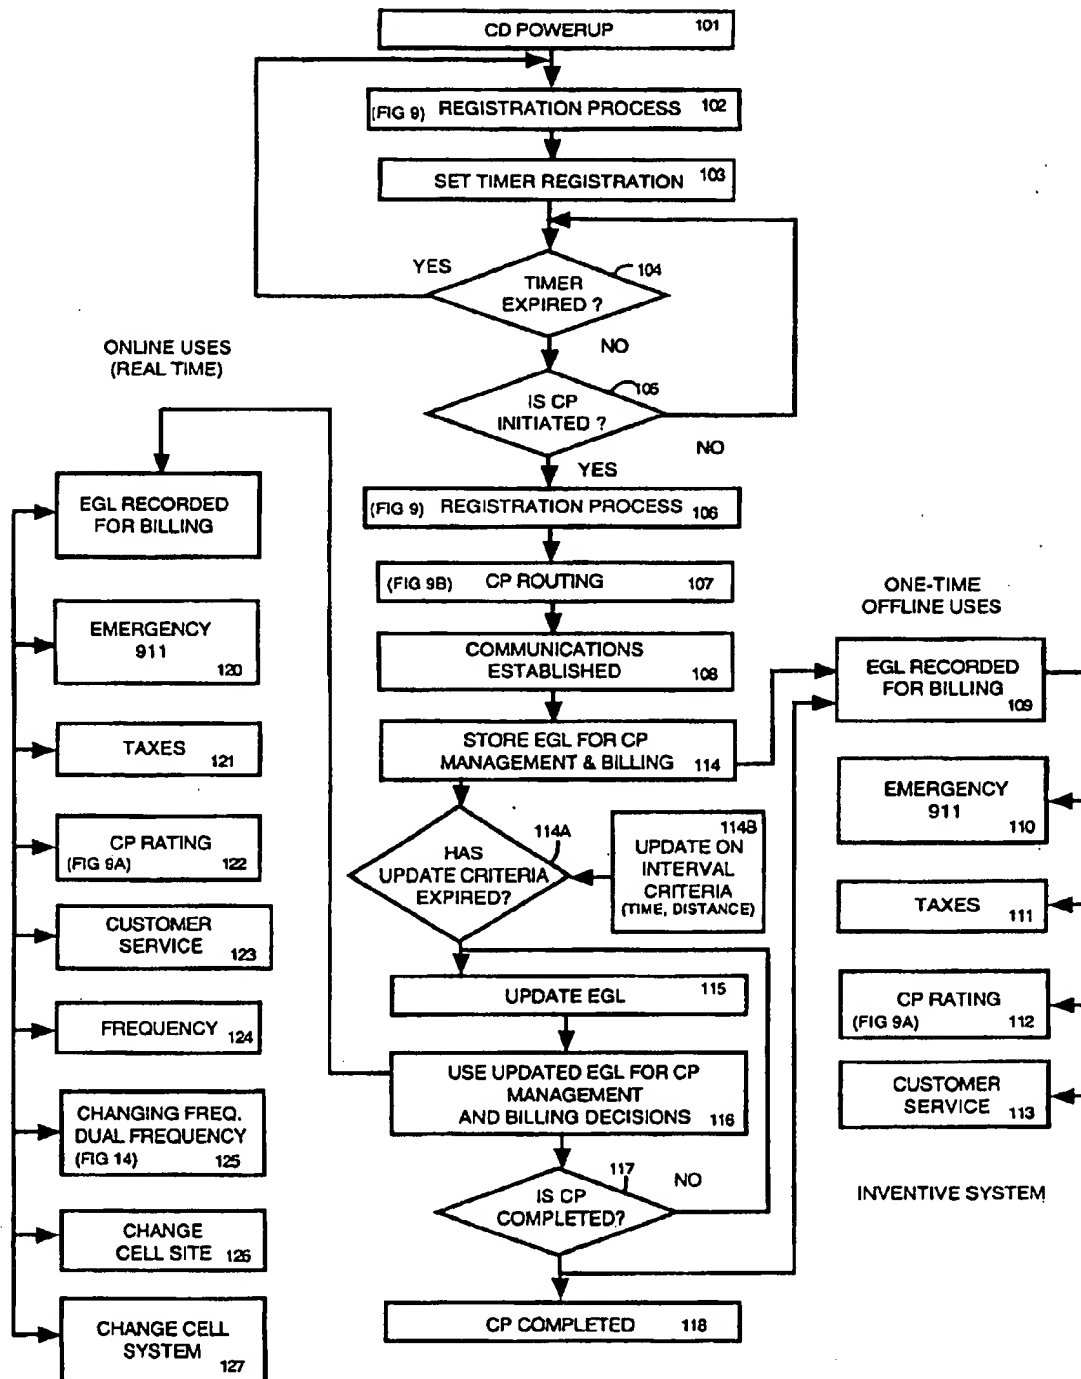 CD POWERUP 101
(FIG 9) REGISTRATION PROCESS 102
SET TIMER REGISTRATION 103
104
YES
TIMER
EXPIRED ?
NO
105
IS CP
INITIATED ?
NO
YES
(FIG 9) REGISTRATION PROCESS 106
(FIG 9B) CP ROUTING 107
COMMUNICATIONS
ESTABLISHED 108
STORE EGL FOR CP
MANAGEMENT & BILLING 114
114A
HAS
UPDATE CRITERIA
EXPIRED?
114B
UPDATE ON
INTERVAL
CRITERIA
(TIME, DISTANCE)
UPDATE EGL 115
USE UPDATED EGL FOR CP
MANAGEMENT
AND BILLING DECISIONS 116
117
NO
IS CP
COMPLETED?
CP COMPLETED 118
ONLINE USES
(REAL TIME)
EGL RECORDED
FOR BILLING
EMERGENCY
911
120
TAXES
121
CP RATING
(FIG 9A) 122
CUSTOMER
SERVICE 123
FREQUENCY
124
CHANGING FREQ.
DUAL FREQUENCY
(FIG 14) 125
CHANGE
CELL SITE 126
CHANGE CELL
SYSTEM
127
ONE-TIME
OFFLINE USES
EGL RECORDED
FOR BILLING
109
EMERGENCY
911
110
TAXES 111
CP RATING
(FIG 9A) 112
CUSTOMER
SERVICE 113
INVENTIVE SYSTEM